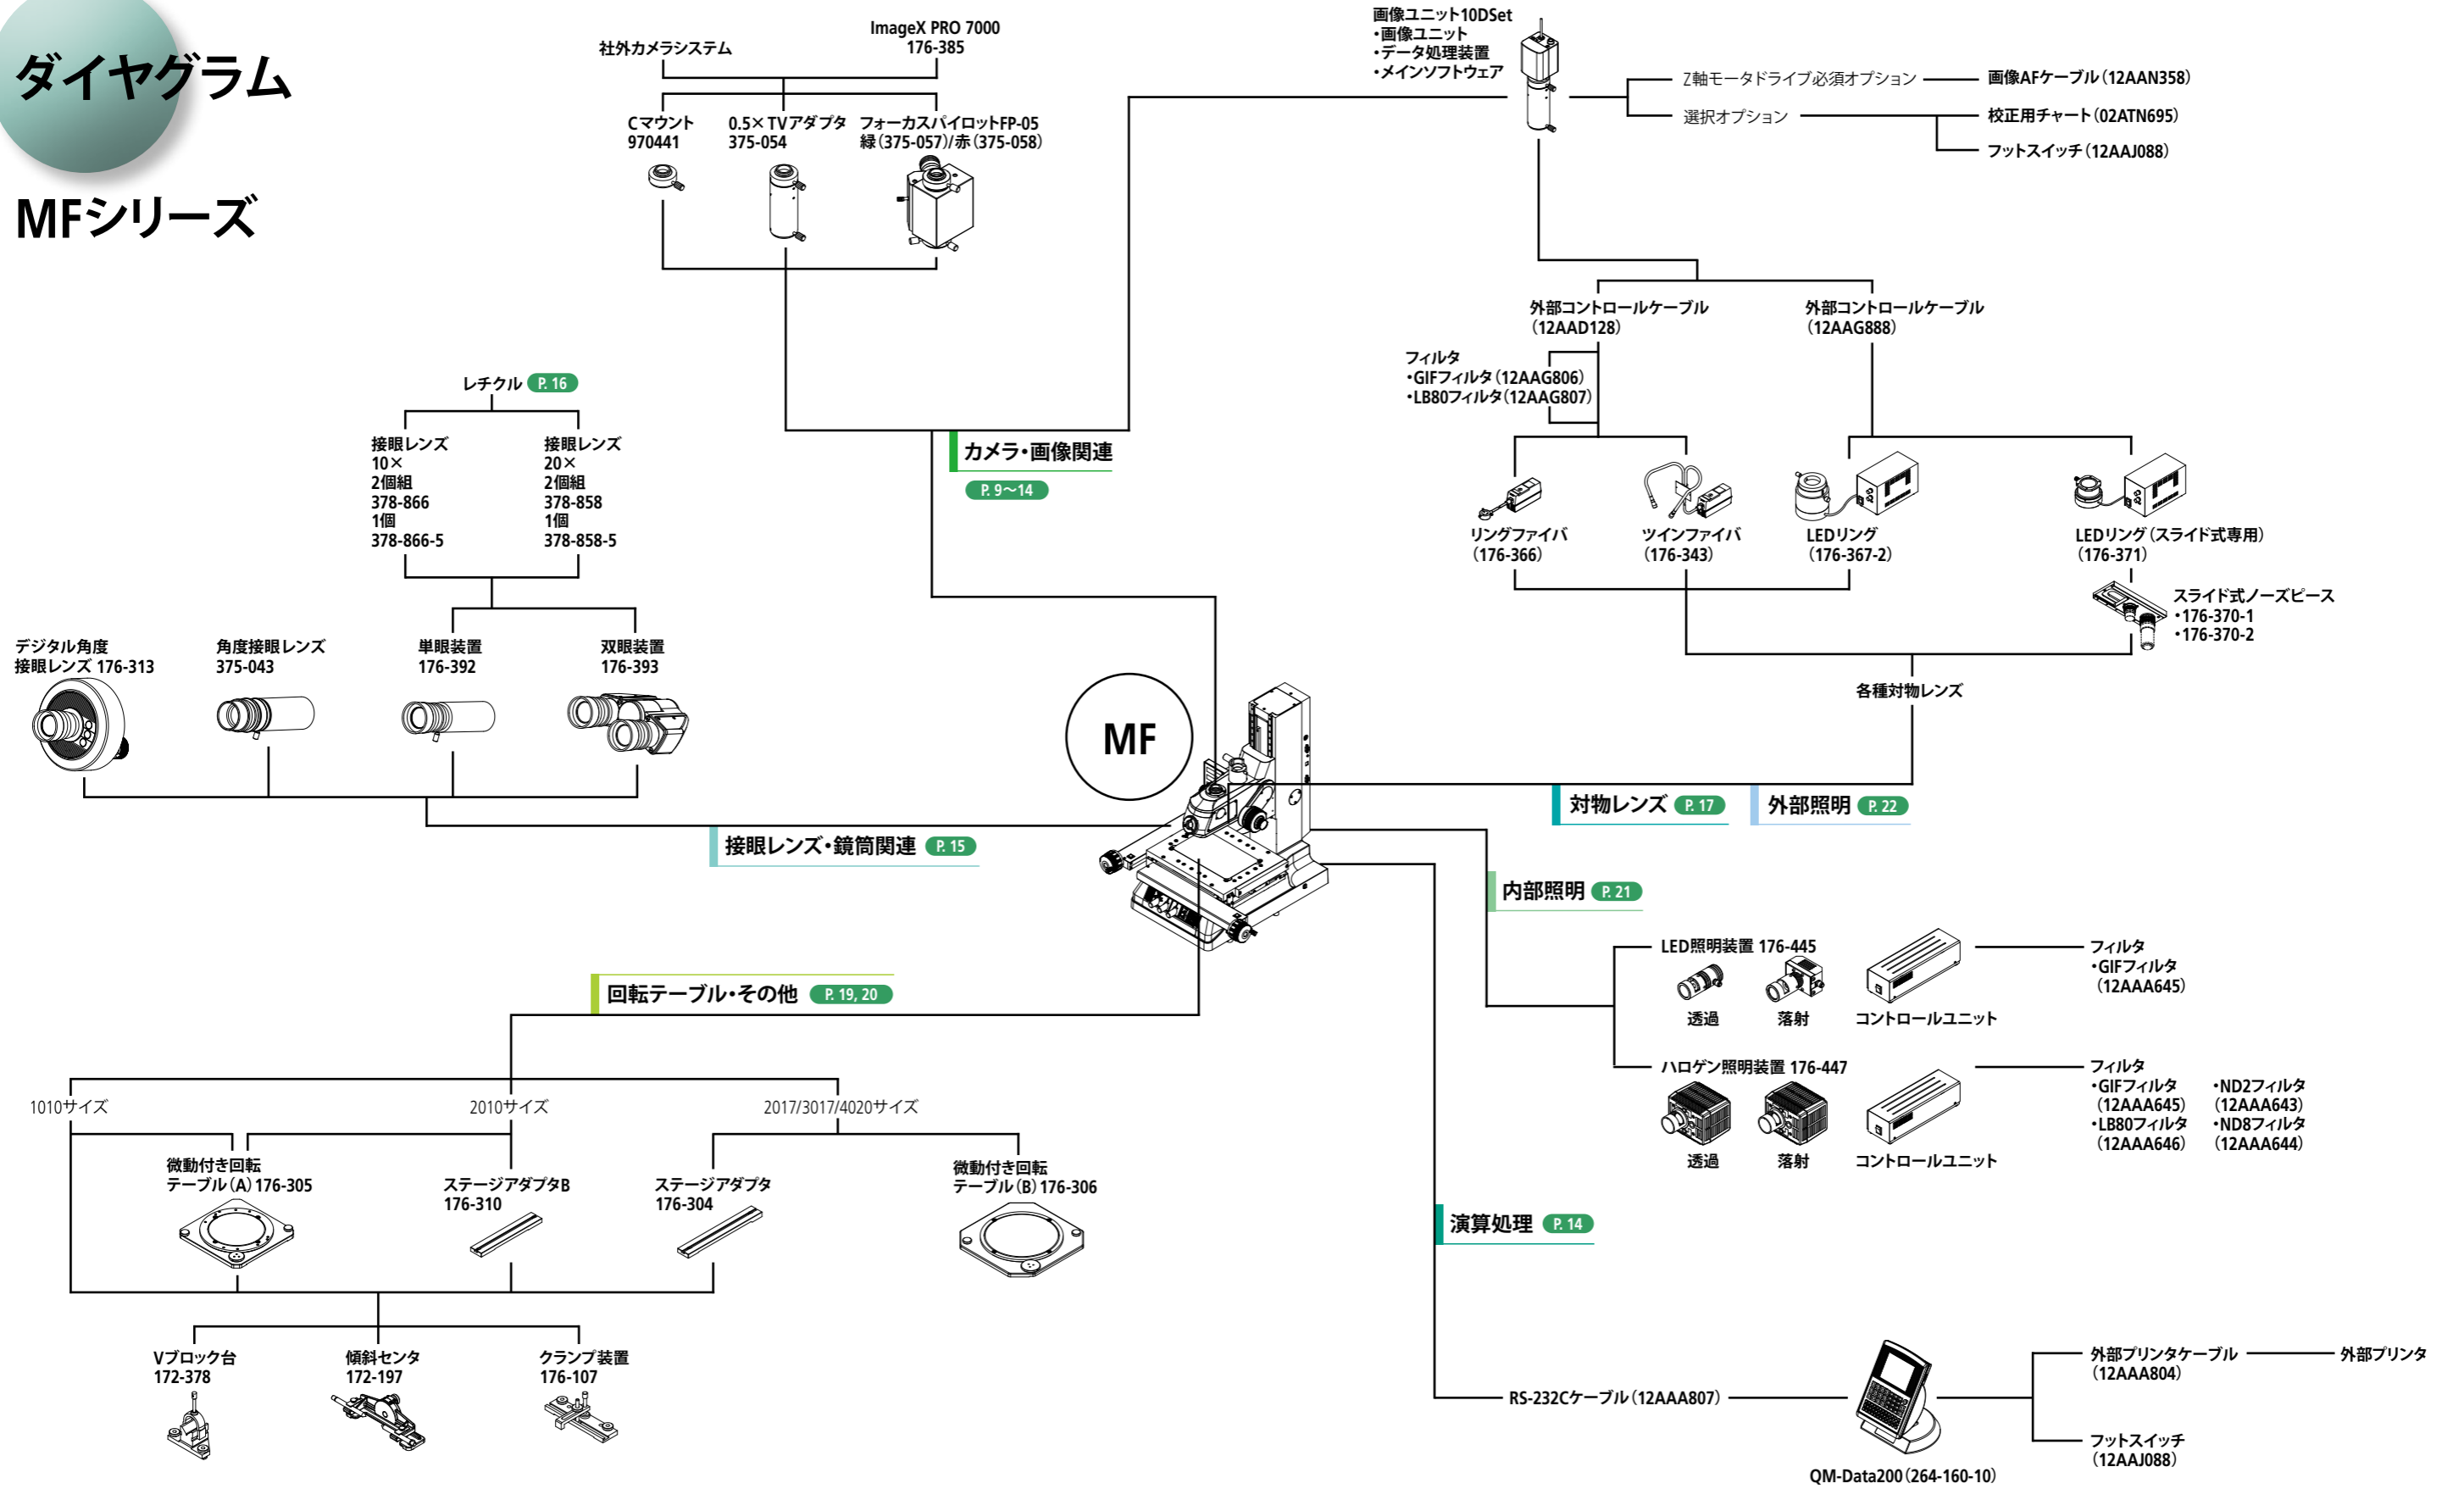 ダイヤグラム
MFシリーズ
社外カメラシステム
ImageX PRO 7000
176-385
Cマウント
970441
0.5×TVアダプタ
375-054
フォーカスパイロットFP-05
緑（375-057）/赤（375-058）
画像ユニット10DSet
・画像ユニット
・データ処理装置
・メインソフトウェア
Z軸モータドライブ必須オプション
画像AFケーブル（12AAN358）
選択オプション
校正用チャート（02ATN695）
フットスイッチ（12AAJ088）
外部コントロールケーブル
（12AAD128）
外部コントロールケーブル
（12AAG888）
フィルタ
・GIFフィルタ（12AAG806）
・LB80フィルタ（12AAG807）
リングファイバ
（176-366）
ツインファイバ
（176-343）
LEDリング
（176-367-2）
LEDリング（スライド式専用）
（176-371）
スライド式ノーズピース
・176-370-1
・176-370-2
各種対物レンズ
レチクル P. 16
接眼レンズ
10×
2個組
378-866
1個
378-866-5
接眼レンズ
20×
2個組
378-858
1個
378-858-5
カメラ・画像関連
P. 9〜14
デジタル角度
接眼レンズ 176-313
角度接眼レンズ
375-043
単眼装置
176-392
双眼装置
176-393
MF
接眼レンズ・鏡筒関連 P. 15
対物レンズ P. 17
外部照明 P. 22
内部照明 P. 21
LED照明装置 176-445
透過
落射
コントロールユニット
フィルタ
・GIFフィルタ
（12AAA645）
ハロゲン照明装置 176-447
透過
落射
コントロールユニット
フィルタ
・GIFフィルタ
（12AAA645）
・LB80フィルタ
（12AAA646）
・ND2フィルタ
（12AAA643）
・ND8フィルタ
（12AAA644）
回転テーブル・その他 P. 19, 20
1010サイズ
2010サイズ
2017/3017/4020サイズ
微動付き回転
テーブル（A）176-305
ステージアダプタB
176-310
ステージアダプタ
176-304
微動付き回転
テーブル（B）176-306
Vブロック台
172-378
傾斜センタ
172-197
クランプ装置
176-107
演算処理 P. 14
RS-232Cケーブル（12AAA807）
QM-Data200（264-160-10）
外部プリンタケーブル
（12AAA804）
外部プリンタ
フットスイッチ
（12AAJ088）